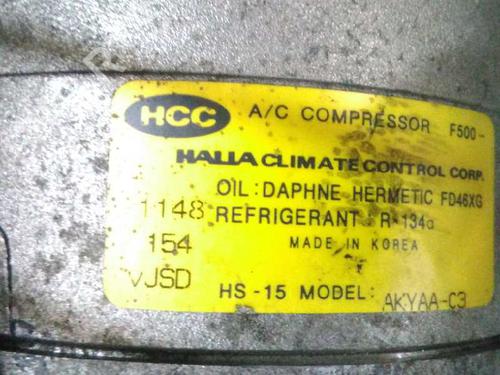 HCC A/C COMPRESSOR F500-
HALLA CLIMATE CONTROL CORP.
OIL: DAPHNE HERMETIC FD46XG
1148 REFRIGERANT: R-134a
154 MADE IN KOREA
VJSD HS-15 MODEL: AKYAA-C3